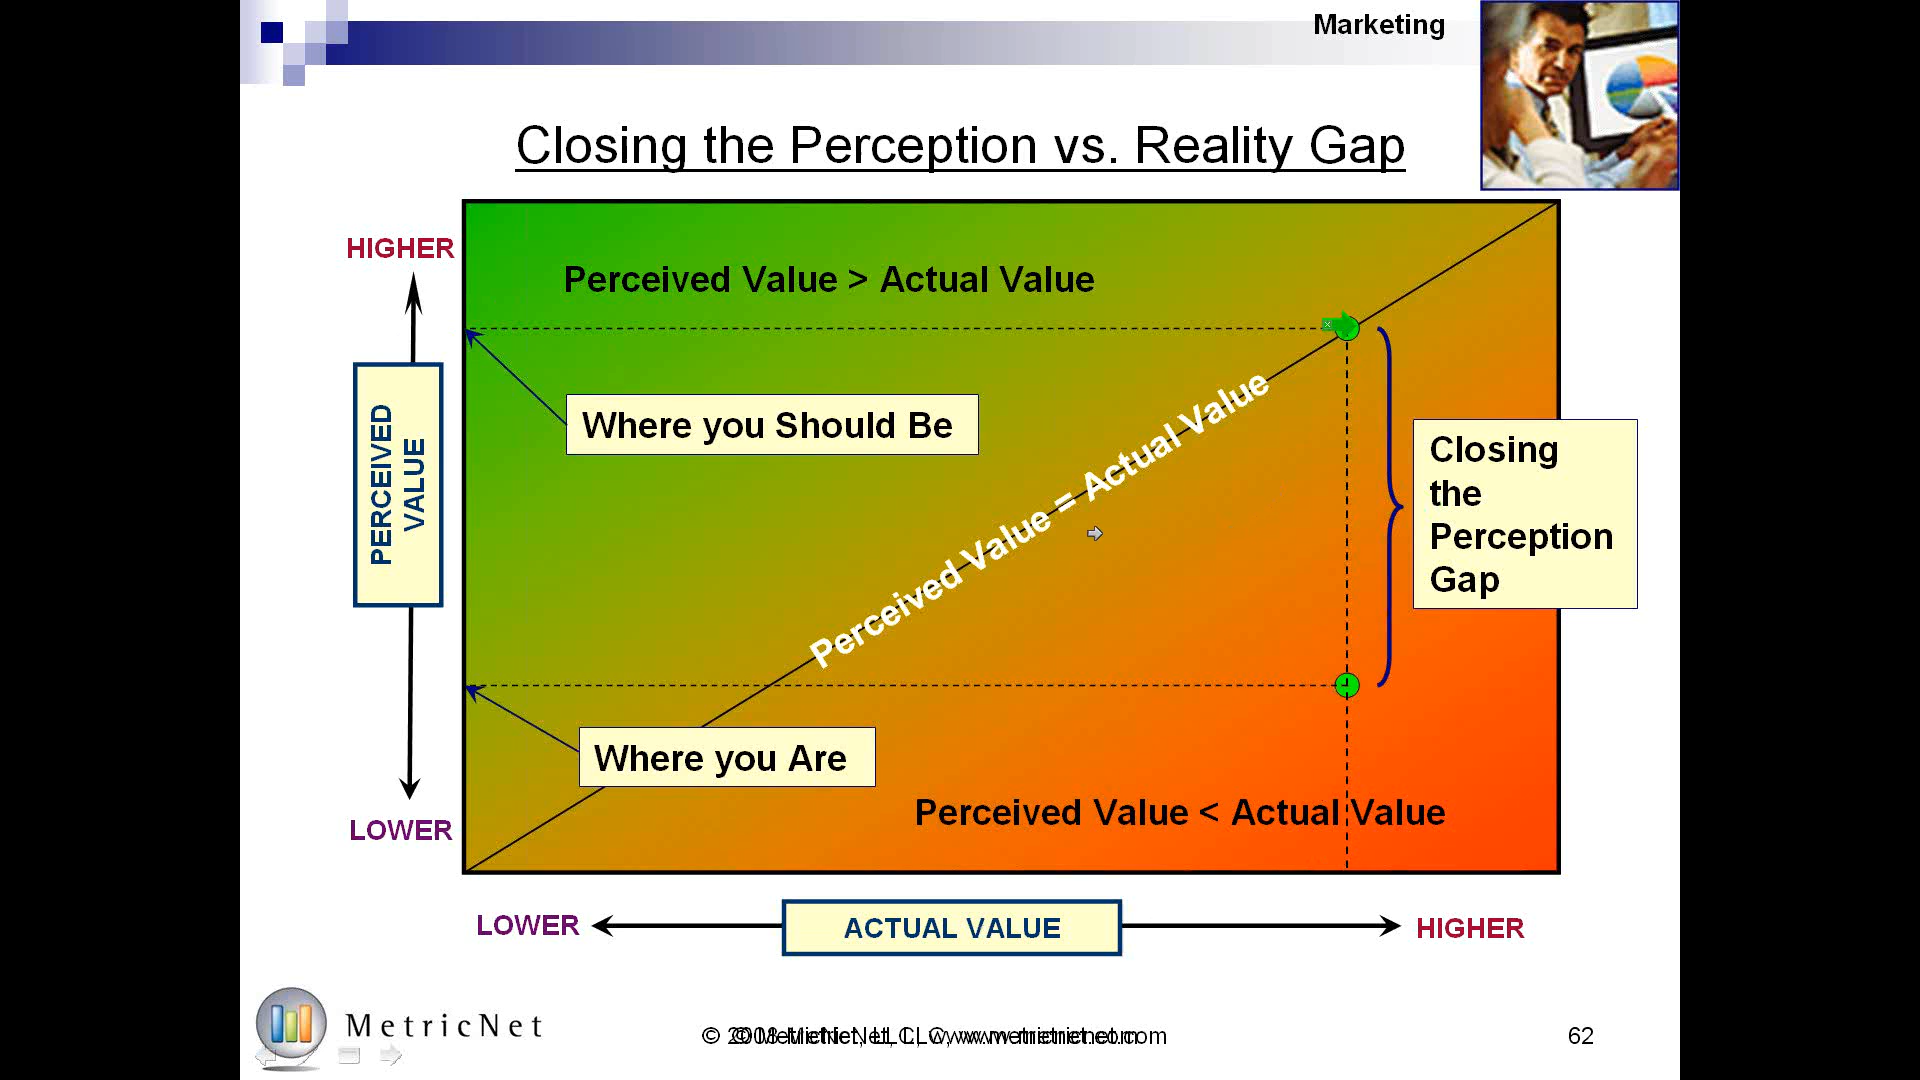 Marketing
Closing the Perception vs. Reality Gap
HIGHER
Perceived Value > Actual Value
PERCEIVED
VALUE
Where you Should Be
Perceived Value = Actual Value
Closing
the
Perception
Gap
Where you Are
Perceived Value < Actual Value
LOWER
LOWER
ACTUAL VALUE
HIGHER
MetricNet
62